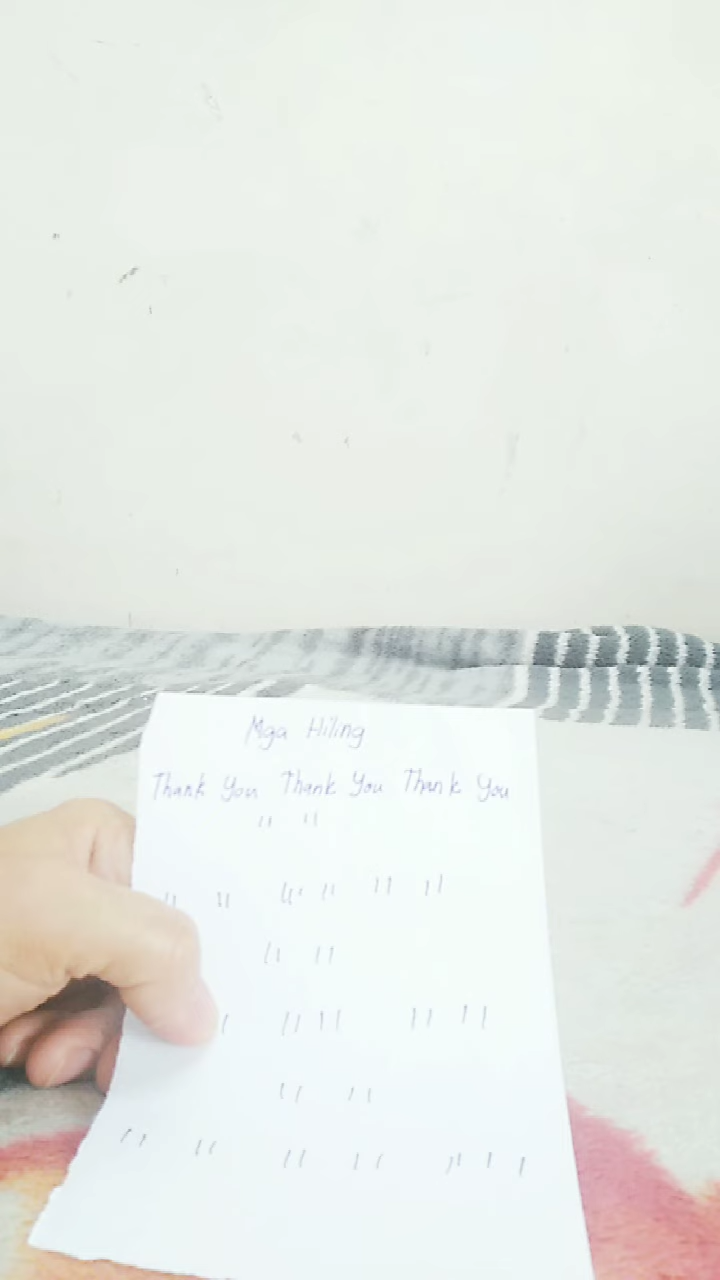 Mga Hiling
Thank You Thank You Thank You
" "
" " " " " "
" "
" " " " "
" "
" " " " " "